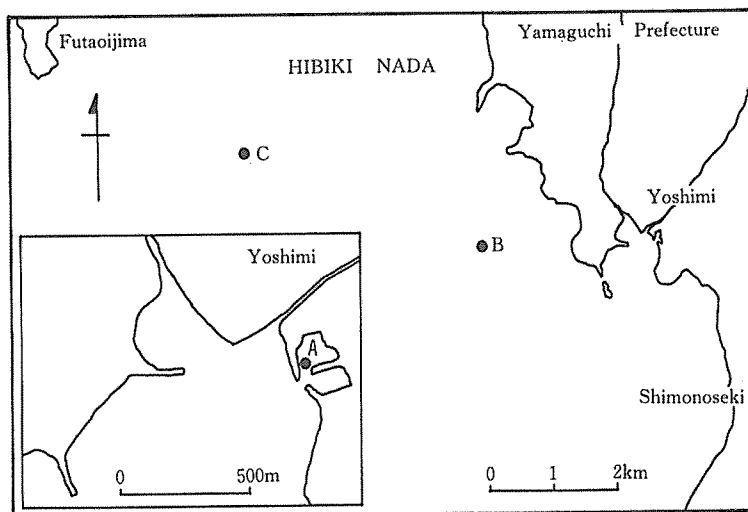 Futaoijima
Yamaguchi Prefecture
HIBIKI NADA
C
Yoshimi
B
Yoshimi
A
Shimonoseki
0 500m
0 1 2km